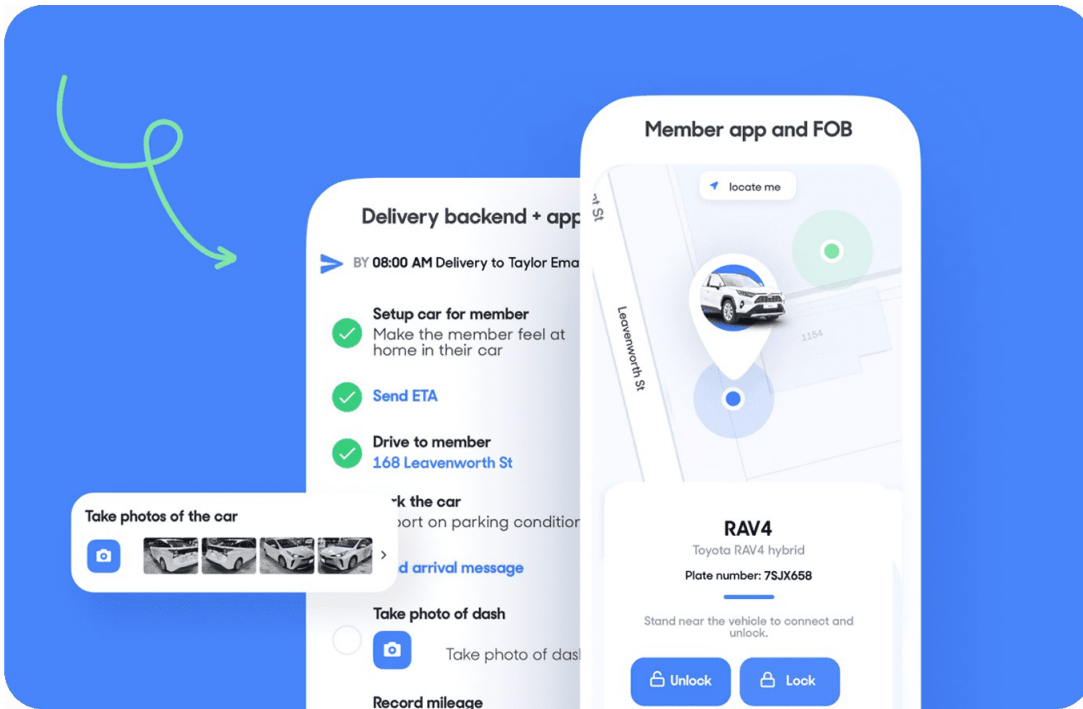 Member app and FOB
locate me
Leavenworth St
1154
RAV4
Toyota RAV4 hybrid
Plate number: 7SJX658
Stand near the vehicle to connect and
unlock.
Unlock
Lock
Delivery backend + app
BY 08:00 AM Delivery to Taylor Ema
Setup car for member
Make the member feel at
home in their car
Send ETA
Drive to member
168 Leavenworth St
the car
on parking condition
arrival message
Take photo of dash
Take photo of das
Record mileage
Take photos of the car